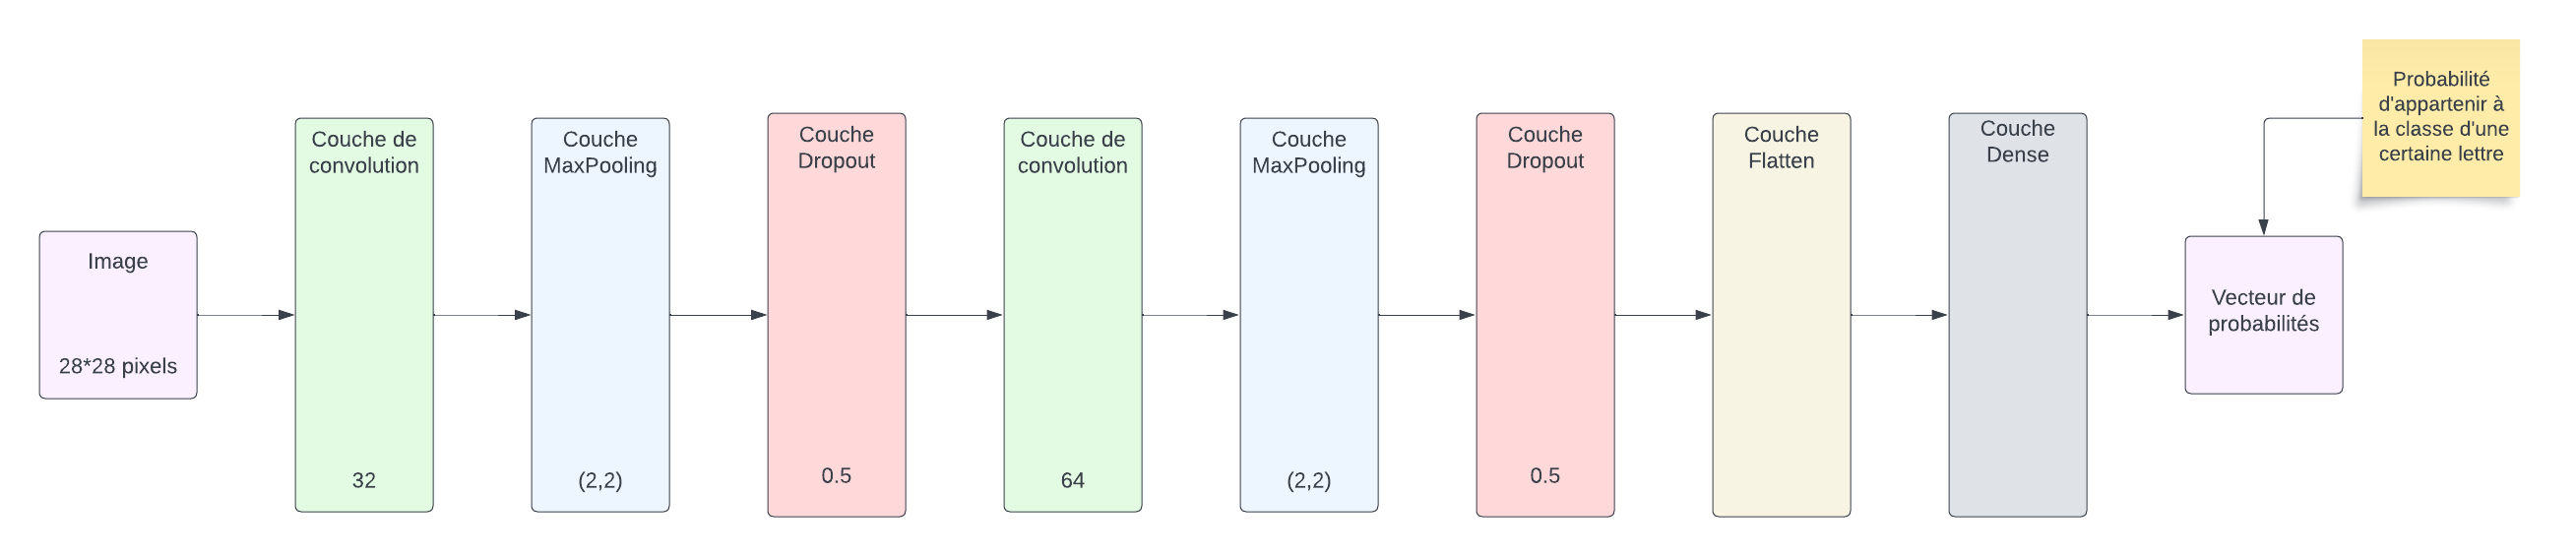 Image
28*28 pixels
Couche de
convolution
32
Couche
MaxPooling
(2,2)
Couche
Dropout
0.5
Couche de
convolution
64
Couche
MaxPooling
(2,2)
Couche
Dropout
0.5
Couche
Flatten
Couche
Dense
Vecteur de
probabilités
Probabilité
d'appartenir à
la classe d'une
certaine lettre